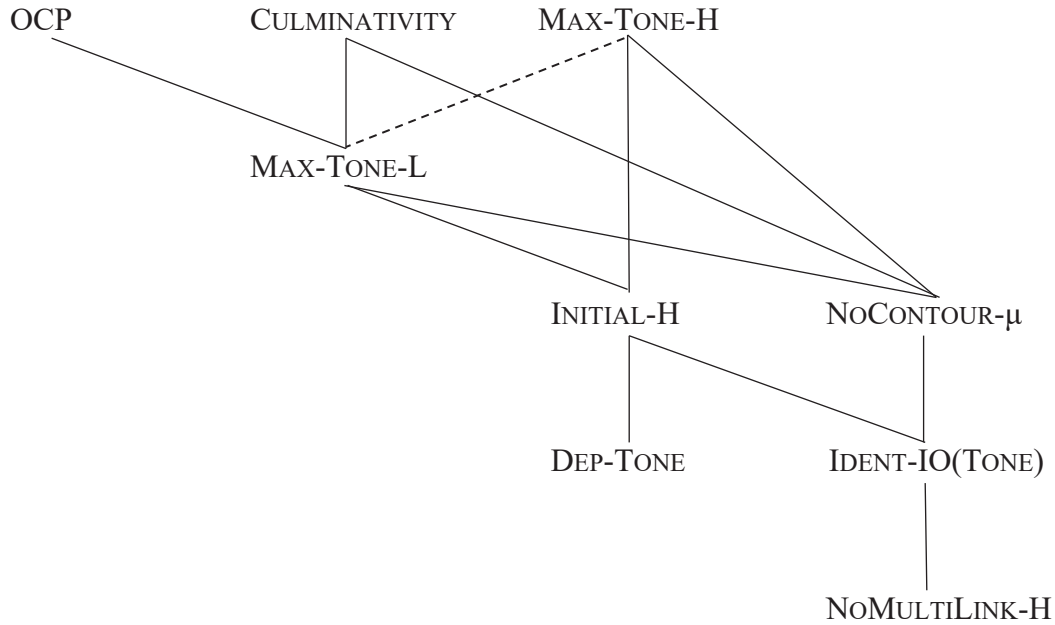 OCP CULMINATIVITY MAX-TONE-H
MAX-TONE-L
INITIAL-H NOCONTOUR-μ
DEP-TONE IDENT-IO(TONE)
NOMULTILINK-H